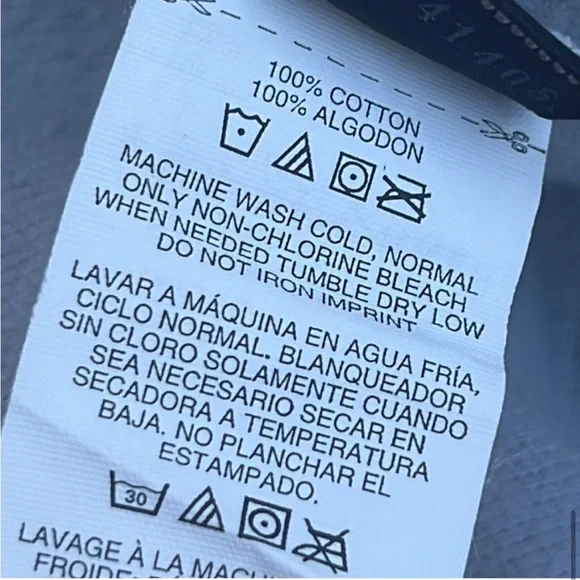 41405
100% COTTON
100% ALGODON
MACHINE WASH COLD, NORMAL
ONLY NON-CHLORINE BLEACH
WHEN NEEDED TUMBLE DRY LOW
DO NOT IRON IMPRINT
LAVAR A MÁQUINA EN AGUA FRÍA,
CICLO NORMAL. BLANQUEADOR
SIN CLORO SOLAMENTE CUANDO
SEA NECESARIO SECAR EN
SECADORA A TEMPERATURA
BAJA. NO PLANCHAR EL
ESTAMPADO.
30
LAVAGE À LA
FROIDE: